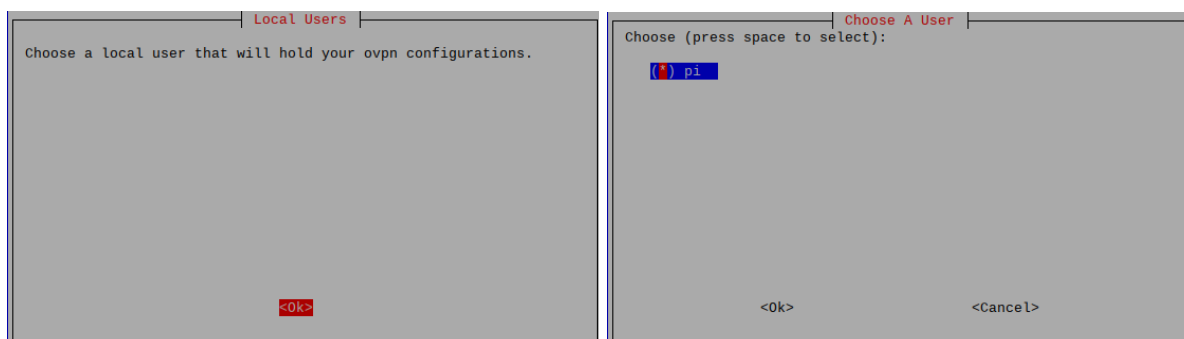 Local Users
Choose a local user that will hold your ovpn configurations.
<Ok>
Choose A User
Choose (press space to select):
(*) pi
<Ok> <Cancel>